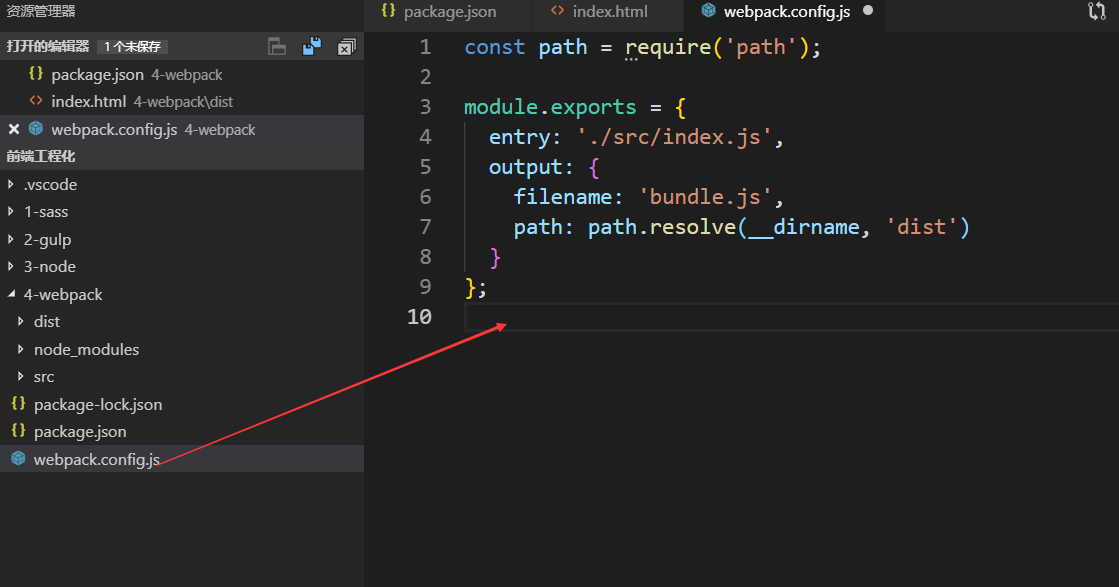 资源管理器
打开的编辑器 1 个未保存
package.json 4-webpack
index.html 4-webpack\dist
webpack.config.js 4-webpack
前端工程化
.vscode
1-sass
2-gulp
3-node
4-webpack
dist
node_modules
src
package-lock.json
package.json
webpack.config.js
package.json index.html webpack.config.js
1 const path = require('path');
2
3 module.exports = {
4 entry: './src/index.js',
5 output: {
6 filename: 'bundle.js',
7 path: path.resolve(__dirname, 'dist')
8 }
9 };
10